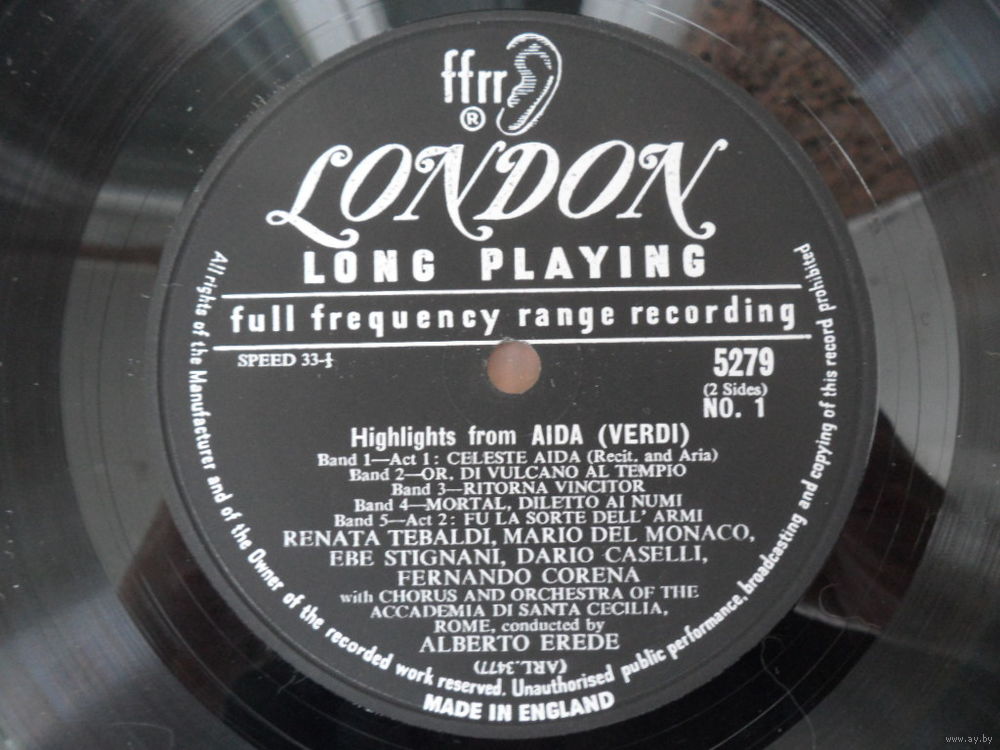 ffrr
®
LONDON
LONG PLAYING
full frequency range recording
SPEED 33-⅓
5279
(2 Sides)
NO. 1
Highlights from AIDA (VERDI)
Band 1—Act 1: CELESTE AIDA (Recit. and Aria)
Band 2—OR, DI VULCANO AL TEMPIO
Band 3—RITORNA VINCITOR
Band 4—MORTAL, DILETTO AI NUMI
Band 5—Act 2: FU LA SORTE DELL' ARMI
RENATA TEBALDI, MARIO DEL MONACO,
EBE STIGNANI, DARIO CASELLI,
FERNANDO CORENA
with CHORUS AND ORCHESTRA OF THE
ACCADEMIA DI SANTA CECILIA,
ROME, conducted by
ALBERTO EREDE
(ARL.3477)
All rights of the Manufacturer and of the Owner of the recorded work reserved. Unauthorised public performance, broadcasting and copying of this record prohibited
MADE IN ENGLAND
www.ay.by